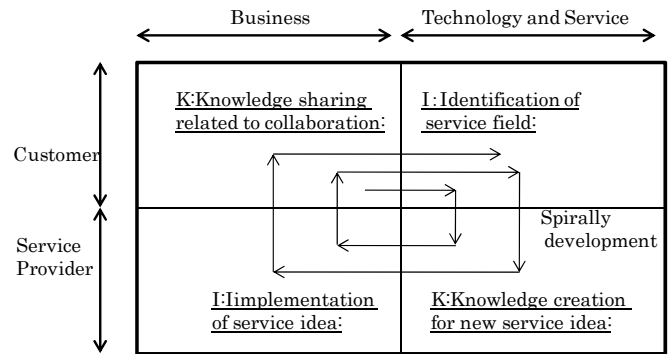 Business
Technology and Service
K:Knowledge sharing
related to collaboration:
I:Identification of
service field:
Customer
Service
Provider
Spirally
development
I:Iimplementation
of service idea:
K:Knowledge creation
for new service idea: